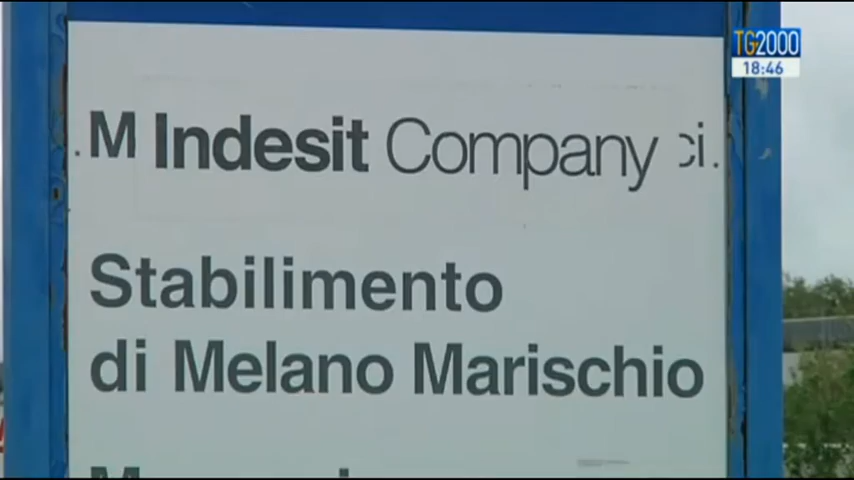 TG2000
18:46
M Indesit Company ci.
Stabilimento
di Melano Marischio